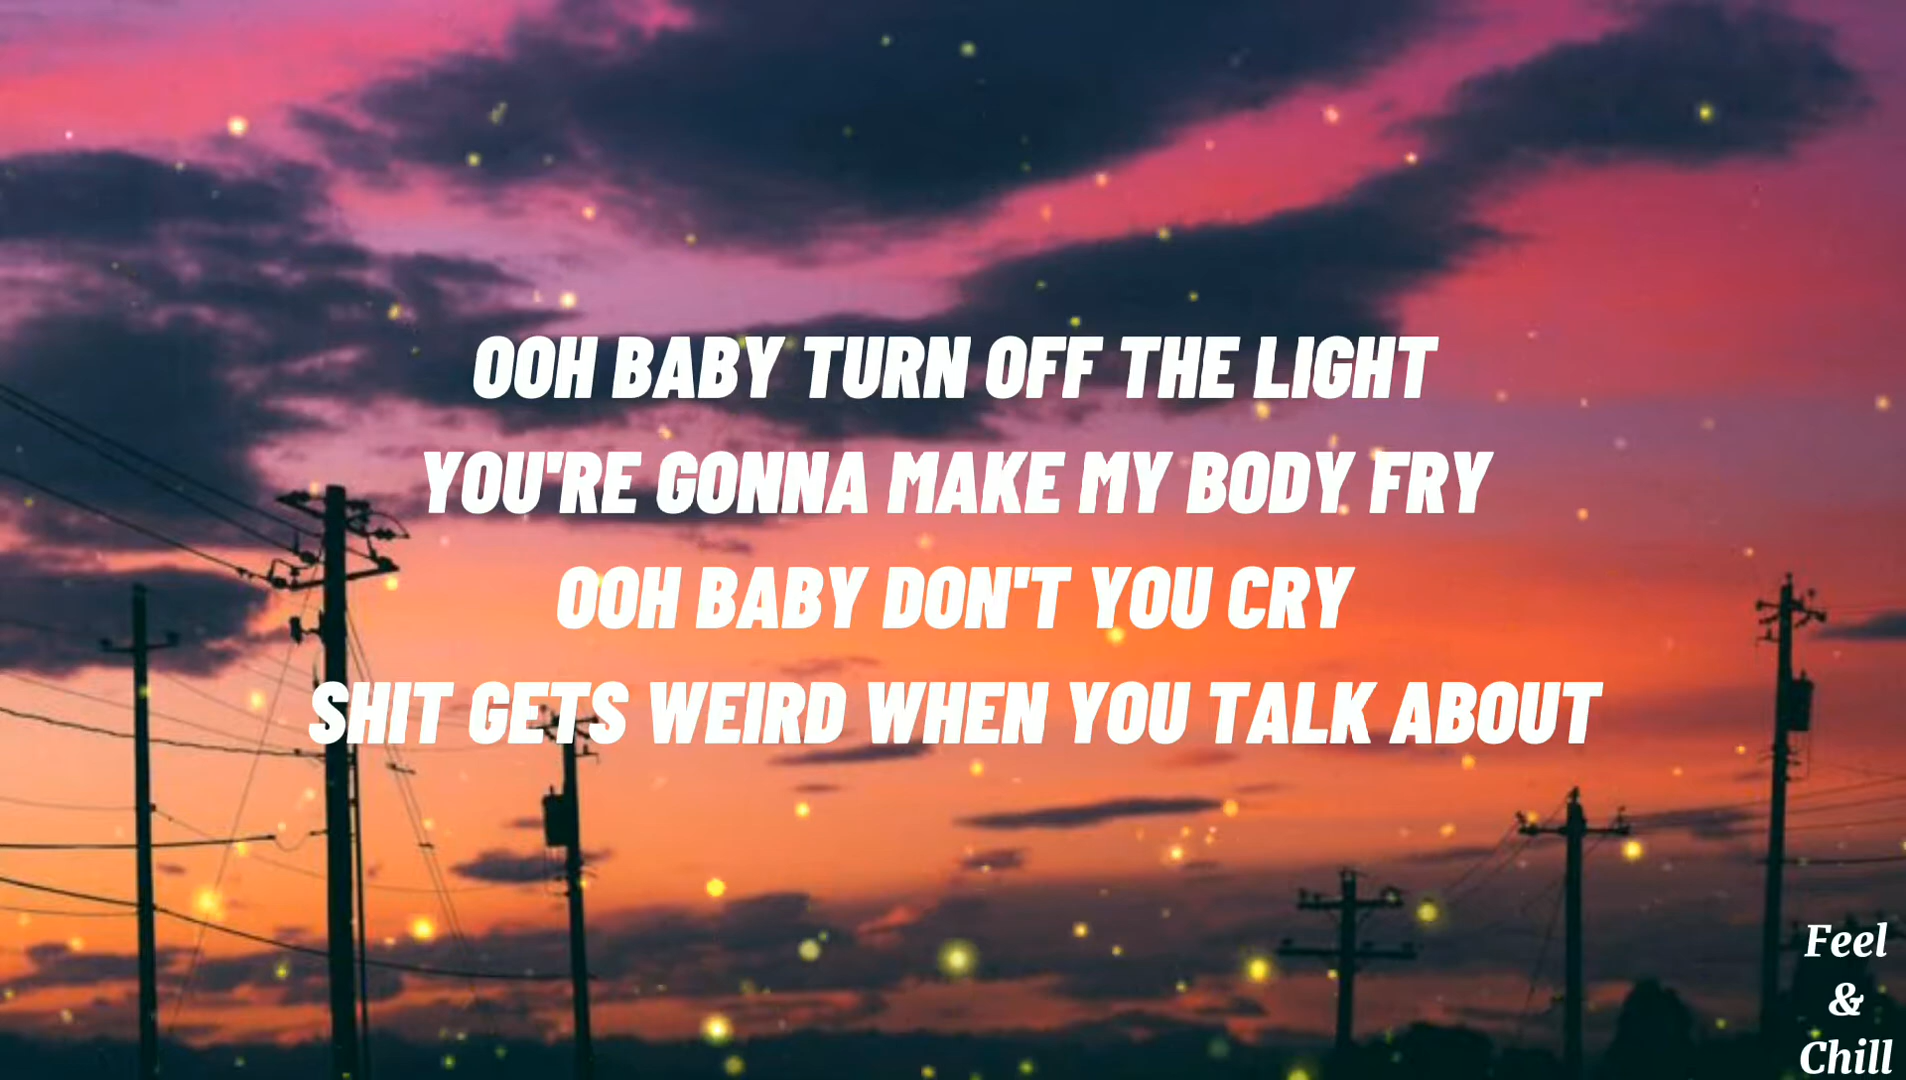 OOH BABY TURN OFF THE LIGHT
YOU'RE GONNA MAKE MY BODY FRY
OOH BABY DON'T YOU CRY
SHIT GETS WEIRD WHEN YOU TALK ABOUT
Feel
&
Chill